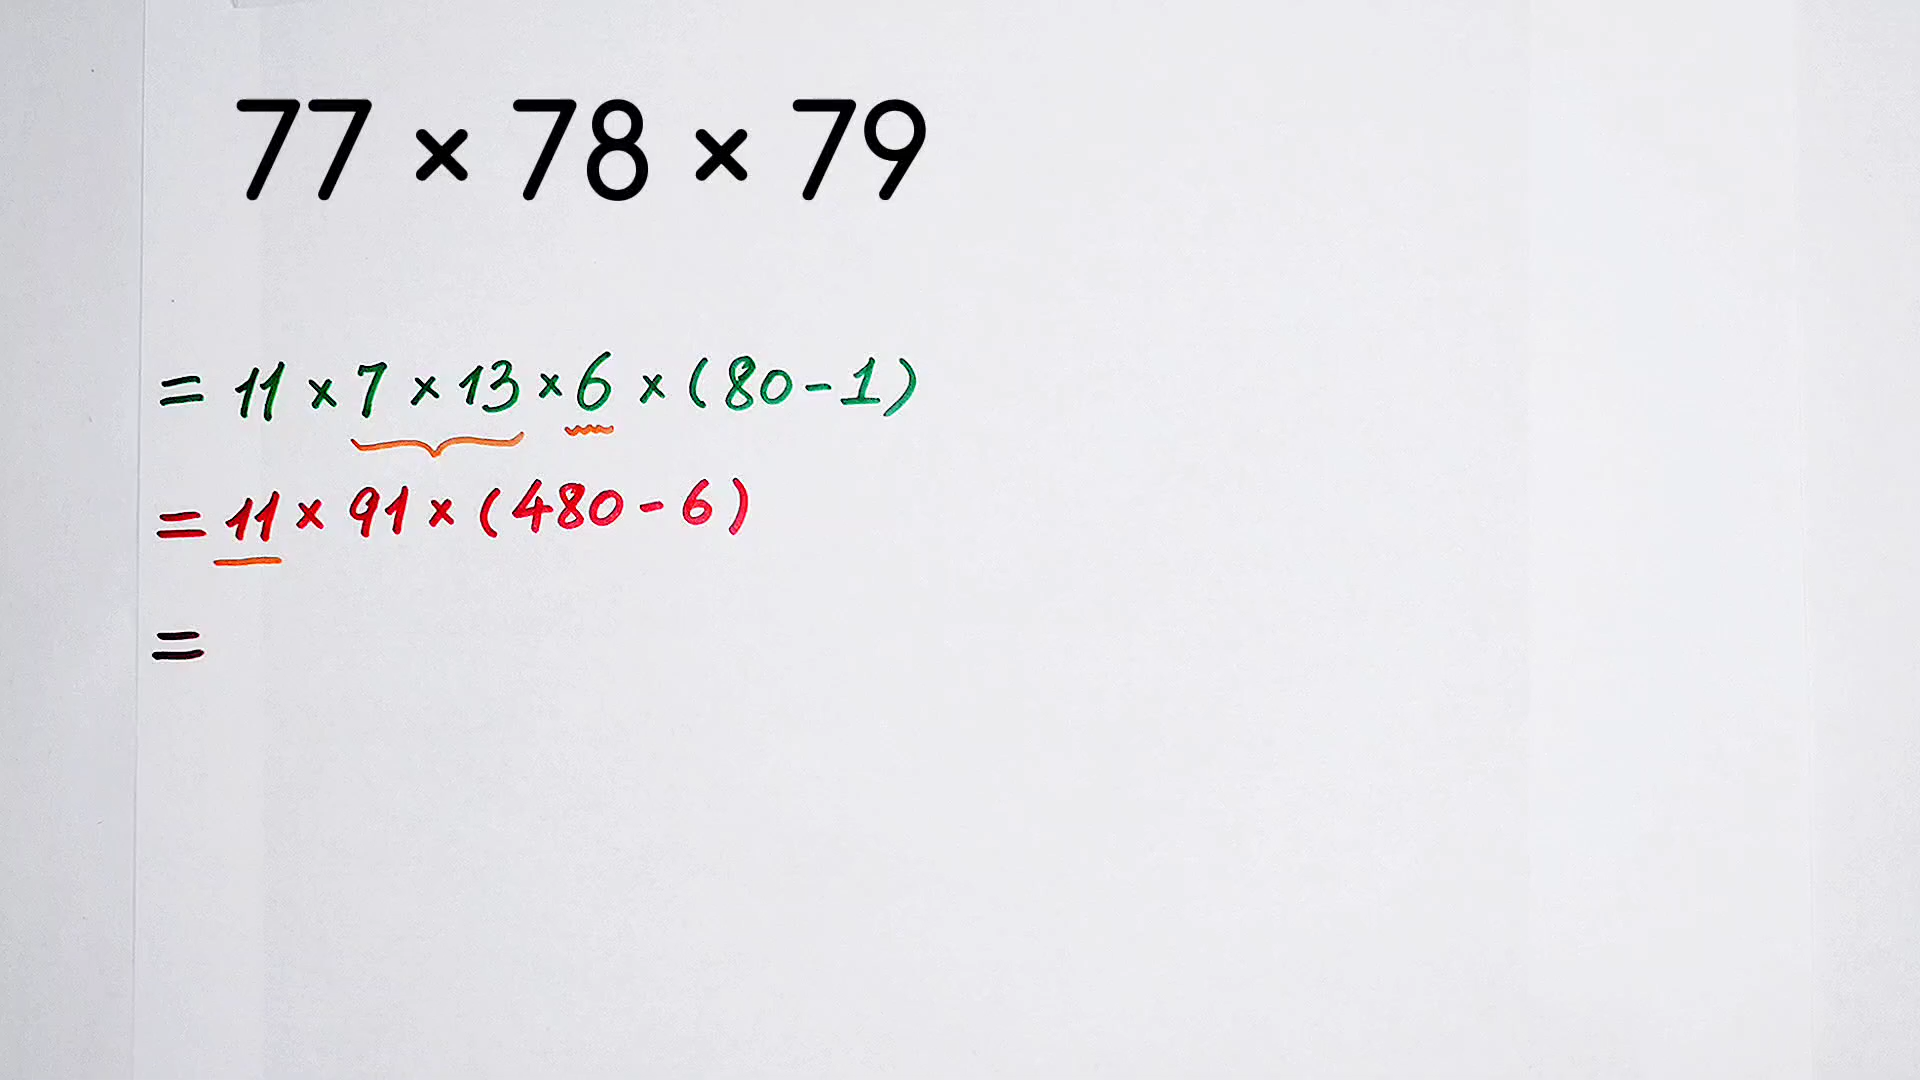 77 × 78 × 79
= 11 × 7 × 13 × 6 × (80 - 1)
= 11 × 91 × (480 - 6)
=